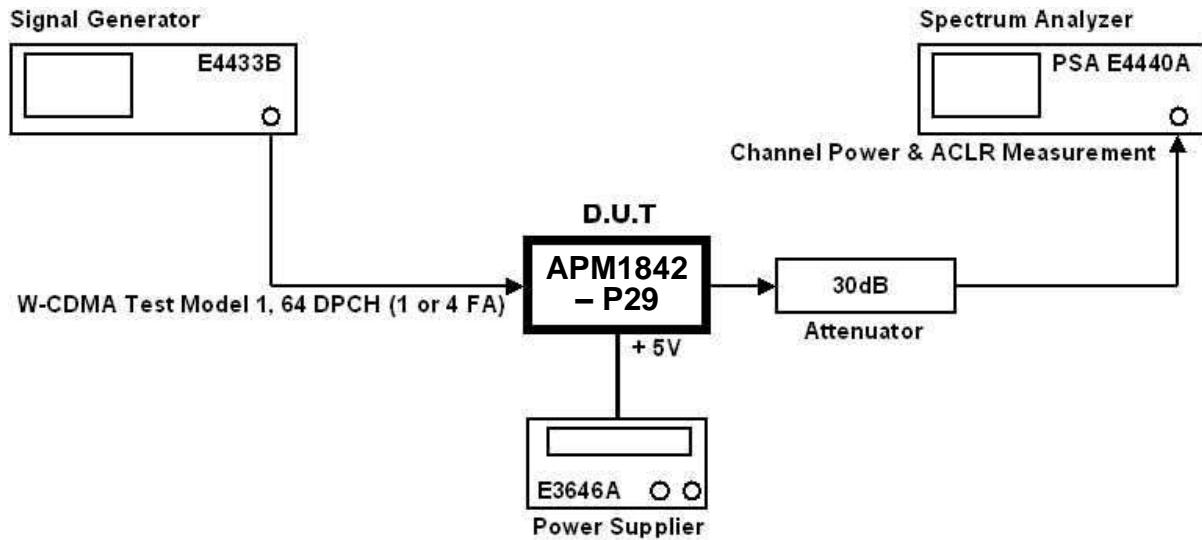 Signal Generator
E4433B
Spectrum Analyzer
PSA E4440A
Channel Power & ACLR Measurement
D.U.T
APM1842
– P29
W-CDMA Test Model 1, 64 DPCH (1 or 4 FA)
30dB
Attenuator
+ 5V
E3646A
Power Supplier